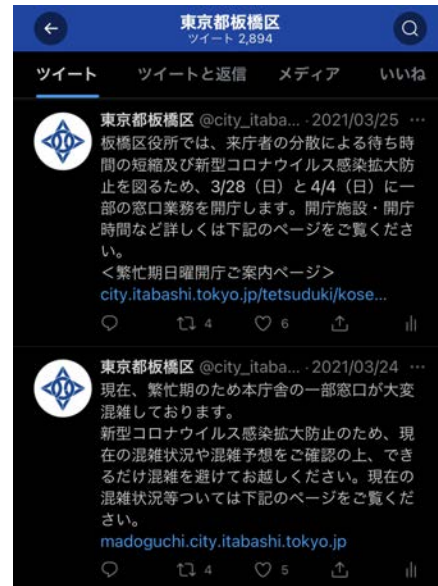 東京都板橋区
ツイート 2,894
ツイート ツイートと返信 メディア いいね
東京都板橋区 @city_itaba... · 2021/03/25 ···
板橋区役所では、来庁者の分散による待ち時
間の短縮及び新型コロナウイルス感染拡大防
止を図るため、3/28（日）と4/4（日）に一
部の窓口業務を開庁します。開庁施設・開庁
時間など詳しくは下記のページをご覧くださ
い。
＜繁忙期日曜開庁ご案内ページ＞
city.itabashi.tokyo.jp/tetsuduki/kose...
4 6
東京都板橋区 @city_itaba... · 2021/03/24 ···
現在、繁忙期のため本庁舎の一部窓口が大変
混雑しております。
新型コロナウイルス感染拡大防止のため、現
在の混雑状況や混雑予想をご確認の上、でき
るだけ混雑を避けてお越しください。現在の
混雑状況等ついては下記のページをご覧くだ
さい。
madoguchi.city.itabashi.tokyo.jp
4 5